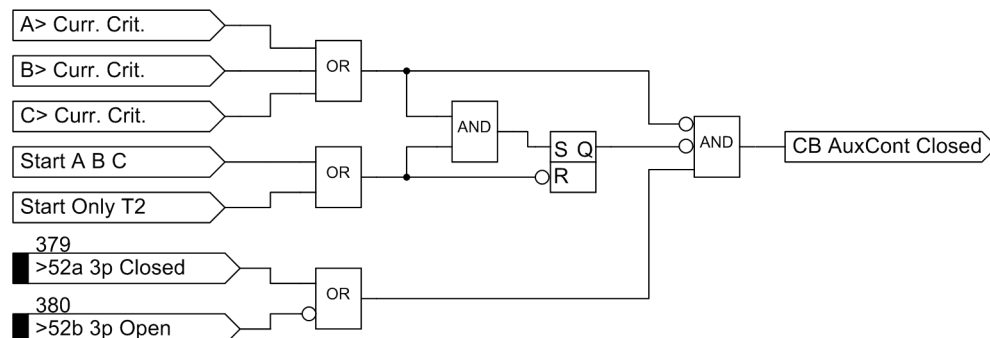 A> Curr. Crit.
B> Curr. Crit.
C> Curr. Crit.
OR
AND
Start A B C
Start Only T2
OR
S Q
R
AND
CB AuxCont Closed
379
>52a 3p Closed
380
>52b 3p Open
OR